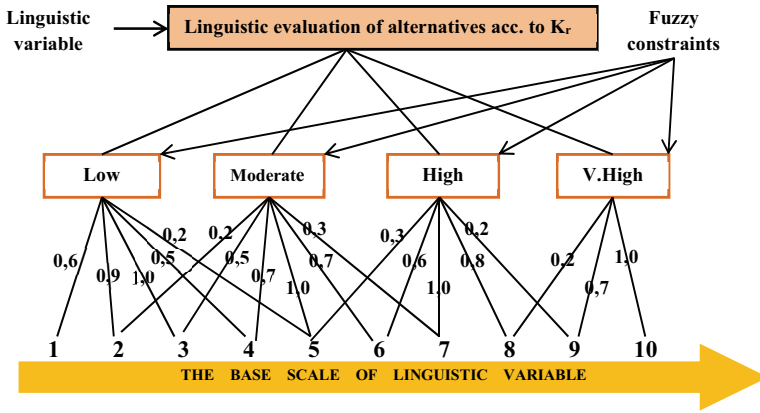 Linguistic
variable
Linguistic evaluation of alternatives acc. to Kr
Fuzzy
constraints
Low
Moderate
High
V.High
0,6
0,9
1,0
0,5
0,2
0,2
0,5
0,7
1,0
0,7
0,3
0,3
0,6
1,0
0,8
0,2
0,2
0,7
1,0
1
2
3
4
5
6
7
8
9
10
THE BASE SCALE OF LINGUISTIC VARIABLE